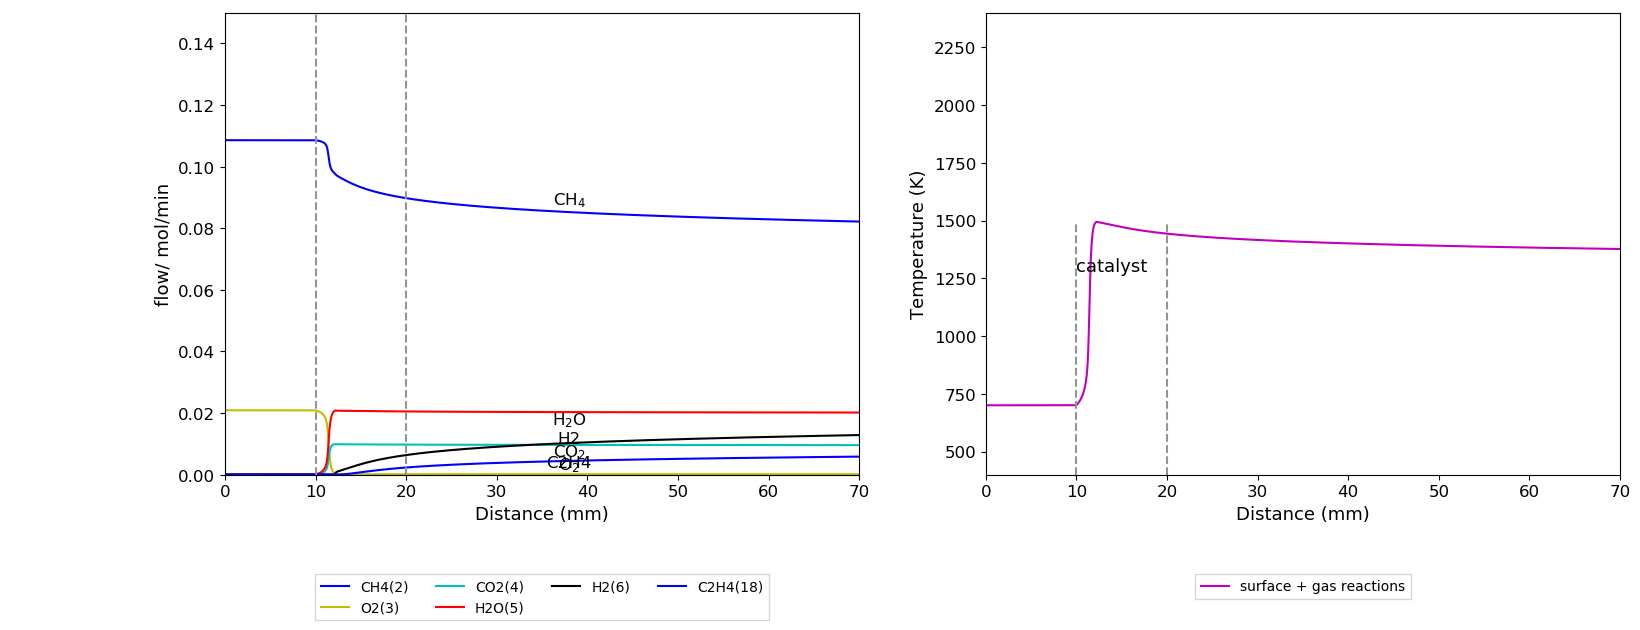 0.14
0.12
0.10
0.08
0.06
0.04
0.02
0.00
flow/ mol/min
CH₄
H₂O
H2
CO₂
C2H4
O₂
0 10 20 30 40 50 60 70
Distance (mm)
CH4(2) CO2(4) H2(6) C2H4(18)
O2(3) H2O(5)
2250
2000
1750
1500
1250
1000
750
500
Temperature (K)
catalyst
0 10 20 30 40 50 60 70
Distance (mm)
surface + gas reactions